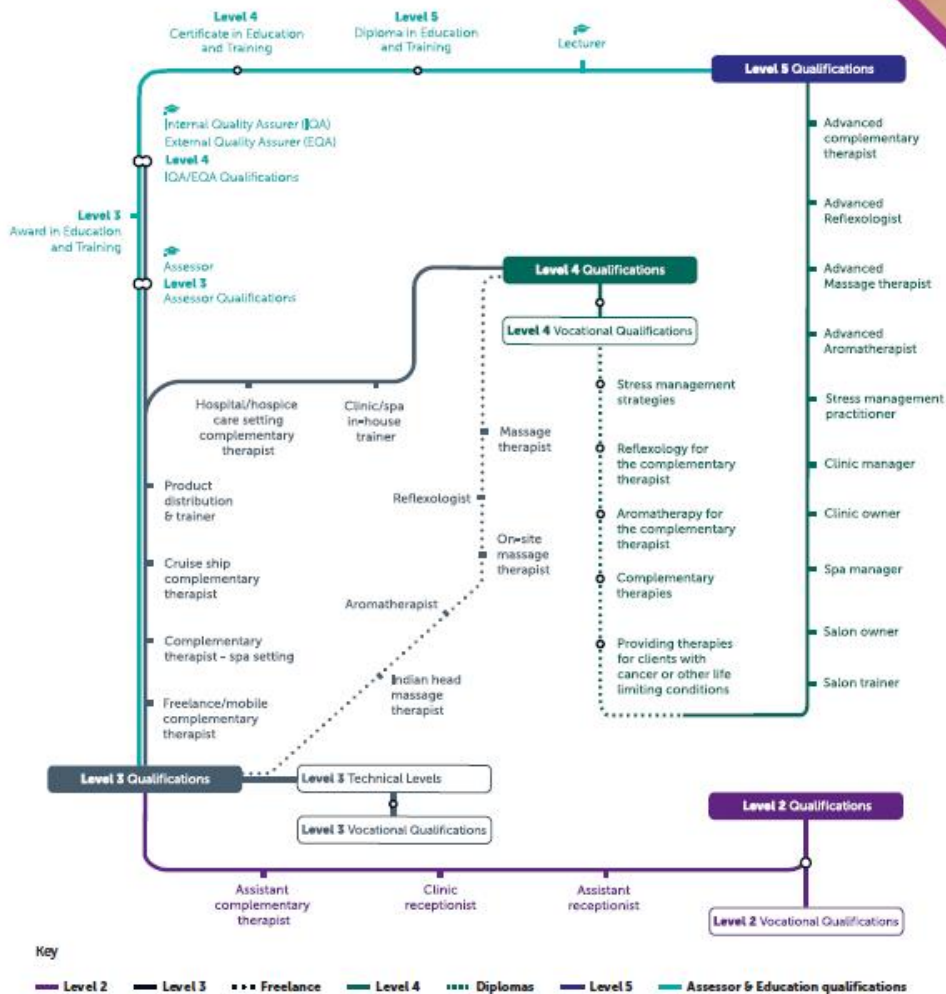 Level 4
Certificate in Education
and Training
Level 5
Diploma in Education
and Training
Lecturer
Level 5 Qualifications
Internal Quality Assurer (IQA)
External Quality Assurer (EQA)
Level 4
IQA/EQA Qualifications
Level 3
Award in Education
and Training
Assessor
Level 3
Assessor Qualifications
Advanced
complementary
therapist
Advanced
Reflexologist
Advanced
Massage therapist
Advanced
Aromatherapist
Stress management
practitioner
Clinic manager
Clinic owner
Spa manager
Salon owner
Salon trainer
Level 4 Qualifications
Level 4 Vocational Qualifications
Stress management
strategies
Reflexology for
the complementary
therapist
Aromatherapy for
the complementary
therapist
Complementary
therapies
Providing therapies
for clients with
cancer or other life
limiting conditions
Hospital/hospice
care setting
complementary
therapist
Clinic/spa
in-house
trainer
Massage
therapist
Reflexologist
On-site
massage
therapist
Aromatherapist
Indian head
massage
therapist
Product
distribution
& trainer
Cruise ship
complementary
therapist
Complementary
therapist - spa setting
Freelance/mobile
complementary
therapist
Level 3 Qualifications
Level 3 Technical Levels
Level 3 Vocational Qualifications
Level 2 Qualifications
Assistant
complementary
therapist
Clinic
receptionist
Assistant
receptionist
Level 2 Vocational Qualifications
Key
Level 2
Level 3
Freelance
Level 4
Diplomas
Level 5
Assessor & Education qualifications